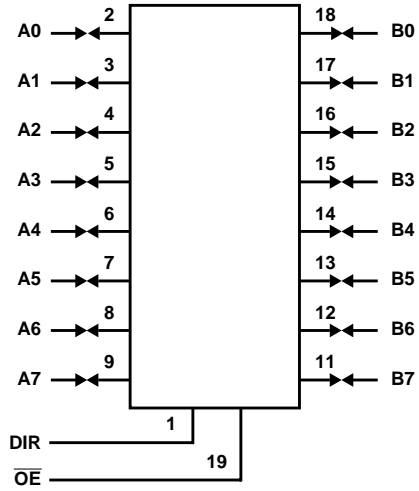 A0 2 18 B0
A1 3 17 B1
A2 4 16 B2
A3 5 15 B3
A4 6 14 B4
A5 7 13 B5
A6 8 12 B6
A7 9 11 B7
DIR 1
O̅E̅ 19